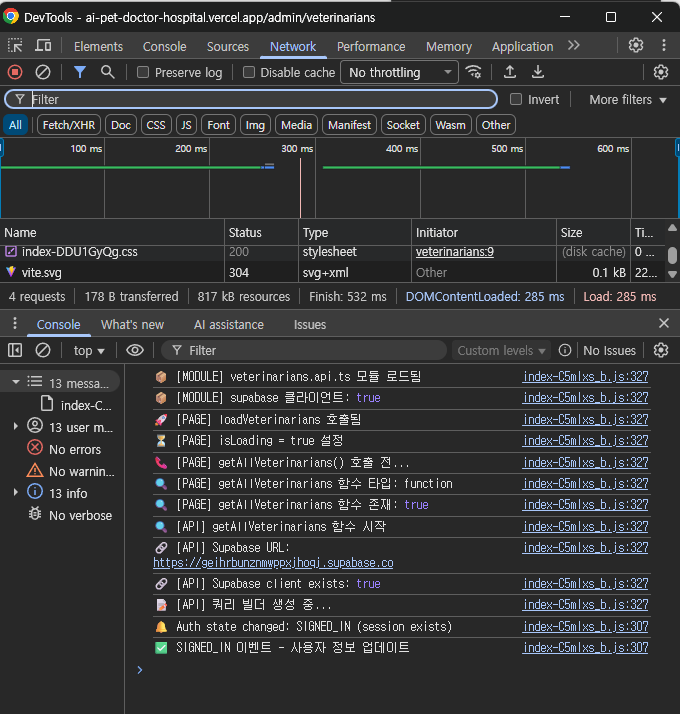 DevTools - ai-pet-doctor-hospital.vercel.app/admin/veterinarians
Elements Console Sources Network Performance Memory Application
Preserve log Disable cache No throttling
Filter Invert More filters
All Fetch/XHR Doc CSS JS Font Img Media Manifest Socket Wasm Other
100 ms 200 ms 300 ms 400 ms 500 ms 600 ms
Name Status Type Initiator Size Ti...
index-DDU1GyQg.css 200 stylesheet veterinarians:9 (disk cache) 0 ...
vite.svg 304 svg+xml Other 0.1 kB 22...
4 requests 178 B transferred 817 kB resources Finish: 532 ms DOMContentLoaded: 285 ms Load: 285 ms
Console What's new AI assistance Issues
top Filter Custom levels No Issues
13 messa...
index-C...
13 user m...
No errors
No warnin...
13 info
No verbose
[MODULE] veterinarians.api.ts 모듈 로드됨 index-C5mlxs_b.js:327
[MODULE] supabase 클라이언트: true index-C5mlxs_b.js:327
[PAGE] loadVeterinarians 호출됨 index-C5mlxs_b.js:327
[PAGE] isLoading = true 설정 index-C5mlxs_b.js:327
[PAGE] getAllVeterinarians() 호출 전... index-C5mlxs_b.js:327
[PAGE] getAllVeterinarians 함수 타입: function index-C5mlxs_b.js:327
[PAGE] getAllVeterinarians 함수 존재: true index-C5mlxs_b.js:327
[API] getAllVeterinarians 함수 시작 index-C5mlxs_b.js:327
[API] Supabase URL: index-C5mlxs_b.js:327
https://geihrbunznmwppxjhoqj.supabase.co
[API] Supabase client exists: true index-C5mlxs_b.js:327
[API] 쿼리 빌더 생성 중... index-C5mlxs_b.js:327
Auth state changed: SIGNED_IN (session exists) index-C5mlxs_b.js:307
SIGNED_IN 이벤트 - 사용자 정보 업데이트 index-C5mlxs_b.js:307